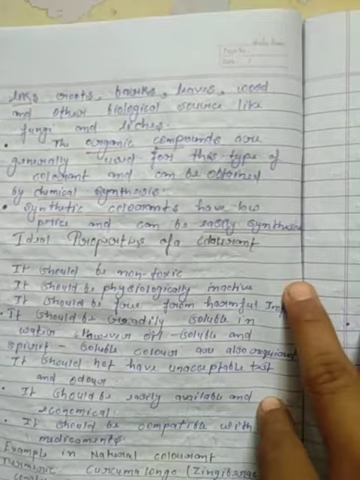 like roots, barks, leaves, wood
and other biological source like
fungi and liches.
• The organic compounds are
generally used for this type of
colourant and can be obtained
by chemical synthesis.
• Synthetic colourants have low
price and can be easily synthesis
Ideal Properties of a colourant
It should be non-toxic
It should be physiologically inactive
It should be free from harmful Imp
• It should be readily soluble in
water however oil-soluble and
spirit-soluble colour are also required
It should not have unacceptable test
and odour
• It should be easily available and
economical.
• It should be compatible with
medicaments.
Example in Natural colourant
Turmeric Curcuma longa (Zingiberac